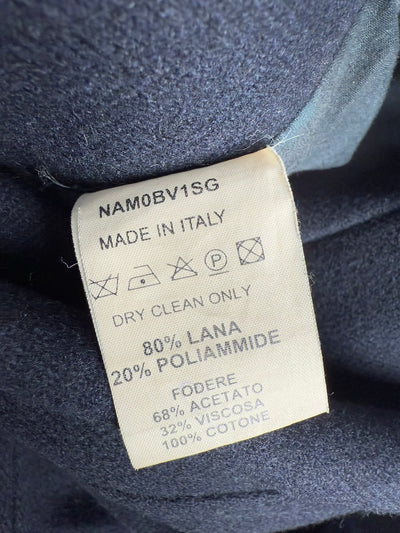 NAM0BV1SG
MADE IN ITALY
P
DRY CLEAN ONLY
80% LANA
20% POLIAMMIDE
FODERE
68% ACETATO
32% VISCOSA
100% COTONE